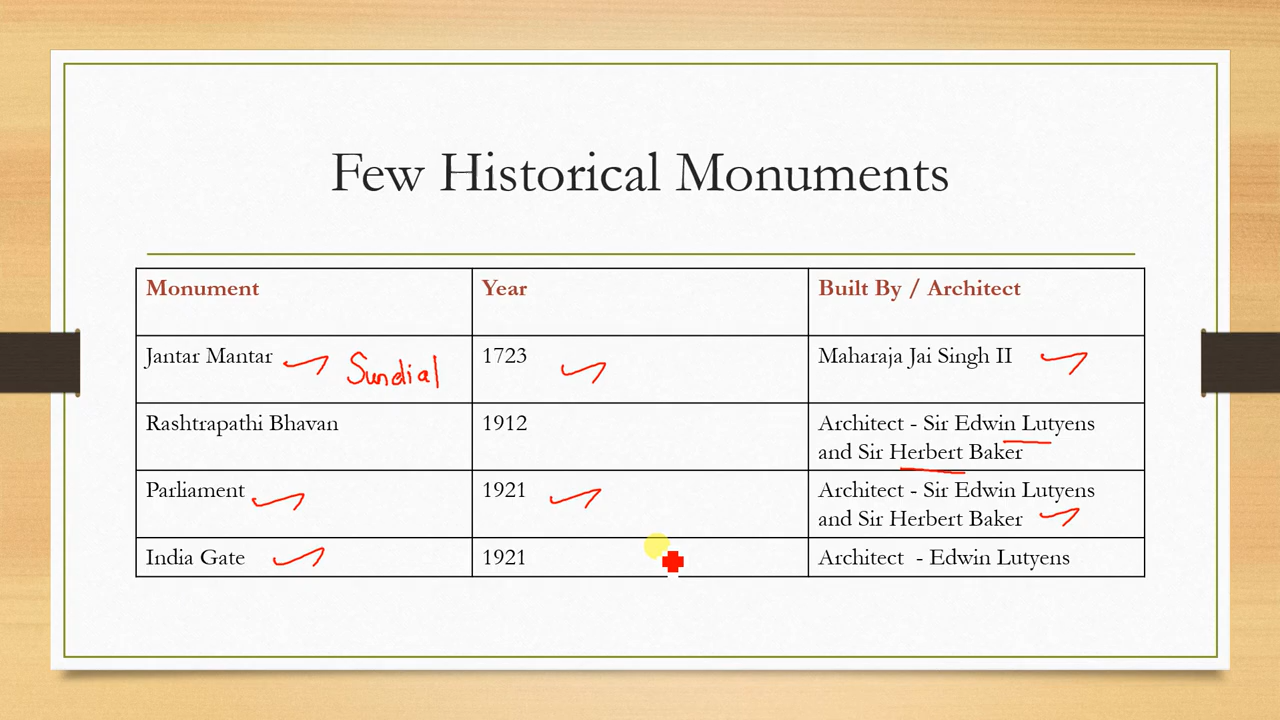 Few Historical Monuments
Monument Year Built By / Architect
Jantar Mantar Sundial 1723 Maharaja Jai Singh II
Rashtrapathi Bhavan 1912 Architect - Sir Edwin Lutyens
and Sir Herbert Baker
Parliament 1921 Architect - Sir Edwin Lutyens
and Sir Herbert Baker
India Gate 1921 Architect - Edwin Lutyens